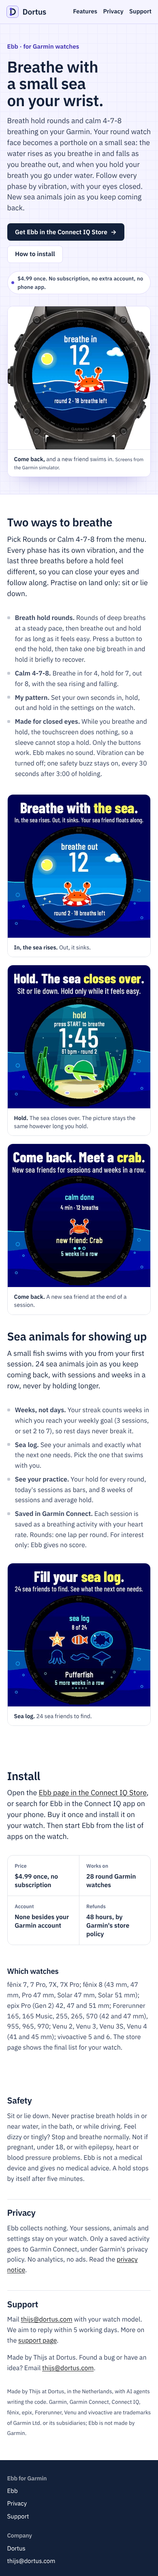 D Dortus
Features Privacy Support
Ebb · for Garmin watches
Breathe with
a small sea
on your wrist.
Breath hold rounds and calm 4-7-8
breathing on your Garmin. Your round watch
face becomes a porthole on a small sea: the
water rises as you breathe in and falls as
you breathe out, and when you hold your
breath you go under water. Follow every
phase by vibration, with your eyes closed.
New sea animals join as you keep coming
back.
Get Ebb in the Connect IQ Store →
How to install
$4.99 once. No subscription, no extra account, no
phone app.
breathe in
12
round 2 · 18 breaths left
Come back, and a new friend swims in. Screens from
the Garmin simulator.
Two ways to breathe
Pick Rounds or Calm 4-7-8 from the menu.
Every phase has its own vibration, and the
last three breaths before a hold feel
different, so you can close your eyes and
follow along. Practise on land only: sit or lie
down.
Breath hold rounds. Rounds of deep breaths
at a steady pace, then breathe out and hold
for as long as it feels easy. Press a button to
end the hold, then take one big breath in and
hold it briefly to recover.
Calm 4-7-8. Breathe in for 4, hold for 7, out
for 8, with the sea rising and falling.
My pattern. Set your own seconds in, hold,
out and hold in the settings on the watch.
Made for closed eyes. While you breathe and
hold, the touchscreen does nothing, so a
sleeve cannot stop a hold. Only the buttons
work. Ebb makes no sound. Vibration can be
turned off; one safety buzz stays on, every 30
seconds after 3:00 of holding.
Breathe with the sea.
In, the sea rises. Out, it sinks. Your sea friend floats along.
breathe out
12
round 2 · 18 breaths left
In, the sea rises. Out, it sinks.
Hold. The sea closes over.
Sit or lie down. Hold only while it feels easy.
hold
press START to breathe
1:45
81 bpm · round 2
Hold. The sea closes over. The picture stays the
same however long you hold.
Come back. Meet a crab.
New sea friends for sessions and weeks in a row.
calm done
4 min · 12 breaths
new friend: Crab
5 weeks in a row
Come back. A new sea friend at the end of a
session.
Sea animals for showing up
A small fish swims with you from your first
session. 24 sea animals join as you keep
coming back, with sessions and weeks in a
row, never by holding longer.
Weeks, not days. Your streak counts weeks in
which you reach your weekly goal (3 sessions,
or set 2 to 7), so rest days never break it.
Sea log. See your animals and exactly what
the next one needs. Pick the one that swims
with you.
See your practice. Your hold for every round,
today's sessions as bars, and 8 weeks of
sessions and average hold.
Saved in Garmin Connect. Each session is
saved as a breathing activity with your heart
rate. Rounds: one lap per round. For interest
only: Ebb gives no score.
Fill your sea log.
24 sea friends to find. See what the next one needs.
sea log
8 of 24
Pufferfish
5 more weeks in a row
Sea log. 24 sea friends to find.
Install
Open the Ebb page in the Connect IQ Store,
or search for Ebb in the Connect IQ app on
your phone. Buy it once and install it on
your watch. Then start Ebb from the list of
apps on the watch.
Price
$4.99 once, no
subscription
Works on
28 round Garmin
watches
Account
None besides your
Garmin account
Refunds
48 hours, by
Garmin's store
policy
Which watches
fēnix 7, 7 Pro, 7X, 7X Pro; fēnix 8 (43 mm, 47
mm, Pro 47 mm, Solar 47 mm, Solar 51 mm);
epix Pro (Gen 2) 42, 47 and 51 mm; Forerunner
165, 165 Music, 255, 265, 570 (42 and 47 mm),
955, 965, 970; Venu 2, Venu 3, Venu 3S, Venu 4
(41 and 45 mm); vivoactive 5 and 6. The store
page shows the final list for your watch.
Safety
Sit or lie down. Never practise breath holds in or
near water, in the bath, or while driving. Feel
dizzy or tingly? Stop and breathe normally. Not if
pregnant, under 18, or with epilepsy, heart or
blood pressure problems. Ebb is not a medical
device and gives no medical advice. A hold stops
by itself after five minutes.
Privacy
Ebb collects nothing. Your sessions, animals and
settings stay on your watch. Only a saved activity
goes to Garmin Connect, under Garmin's privacy
policy. No analytics, no ads. Read the privacy
notice.
Support
Mail thijs@dortus.com with your watch model.
We aim to reply within 5 working days. More on
the support page.
Made by Thijs at Dortus. Found a bug or have an
idea? Email thijs@dortus.com.
Made by Thijs at Dortus, in the Netherlands, with AI agents
writing the code. Garmin, Garmin Connect, Connect IQ,
fēnix, epix, Forerunner, Venu and vivoactive are trademarks
of Garmin Ltd. or its subsidiaries; Ebb is not made by
Garmin.
Ebb for Garmin
Ebb
Privacy
Support
Company
Dortus
thijs@dortus.com